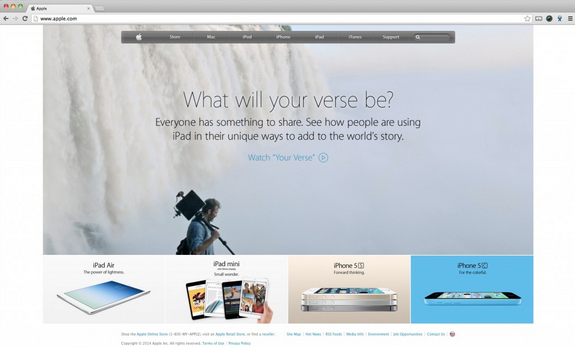 Apple
www.apple.com
Store Mac iPod iPhone iPad iTunes Support
What will your verse be?
Everyone has something to share. See how people are using
iPad in their unique ways to add to the world's story.
Watch "Your Verse"
iPad Air
The power of lightness.
iPad mini
Small wonder.
iPhone 5s
Forward thinking.
iPhone 5c
For the colorful.
Shop the Apple Online Store (1-800-MY-APPLE), visit an Apple Retail Store, or find a reseller.
Site Map Hot News RSS Feeds Media Info Environment Job Opportunities Contact Us
Copyright © 2014 Apple Inc. All rights reserved. Terms of Use Privacy Policy